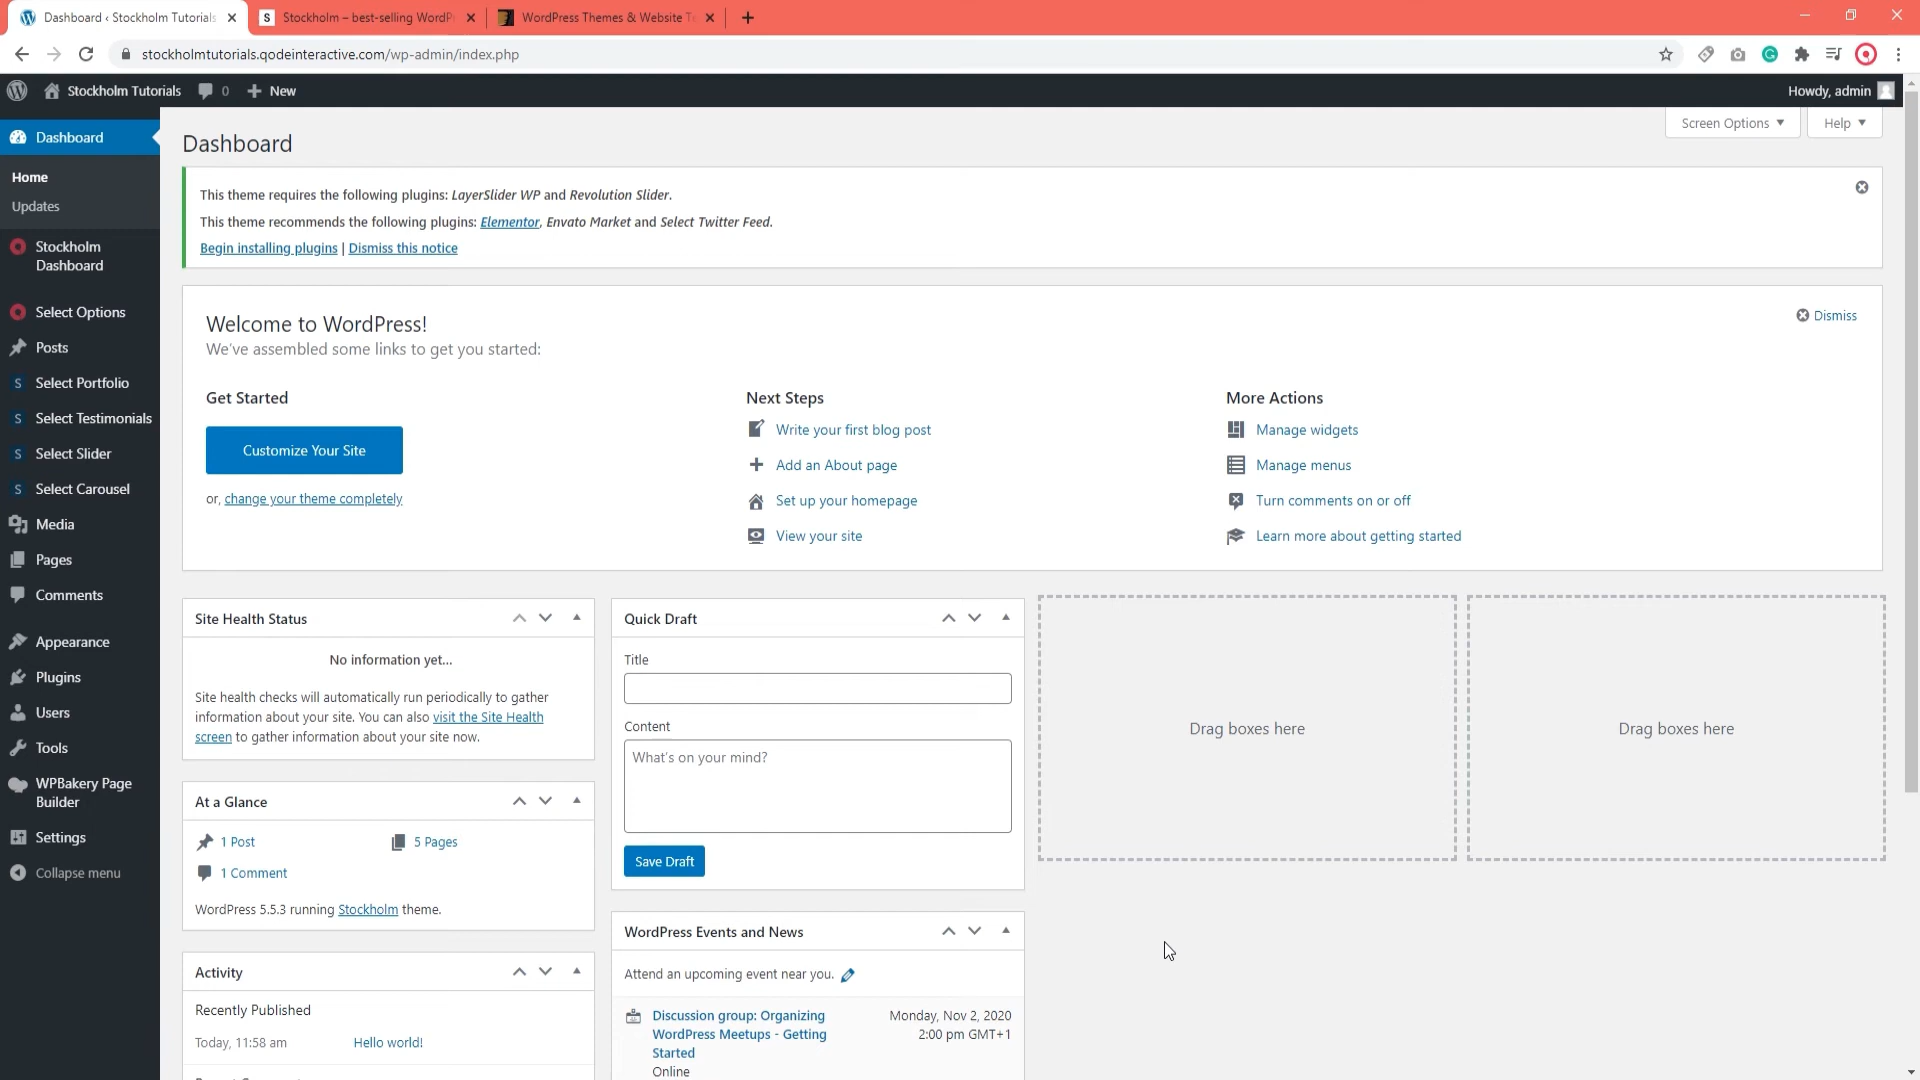 Dashboard ‹ Stockholm Tutorials
Stockholm – best-selling WordP
WordPress Themes & Website Te
stockholmtutorials.qodeinteractive.com/wp-admin/index.php
Stockholm Tutorials
0
New
Howdy, admin
Dashboard
Home
Updates
Stockholm
Dashboard
Select Options
Posts
Select Portfolio
Select Testimonials
Select Slider
Select Carousel
Media
Pages
Comments
Appearance
Plugins
Users
Tools
WPBakery Page
Builder
Settings
Collapse menu
Screen Options
Help
Dashboard
This theme requires the following plugins: LayerSlider WP and Revolution Slider.
This theme recommends the following plugins: Elementor, Envato Market and Select Twitter Feed.
Begin installing plugins | Dismiss this notice
Welcome to WordPress!
We've assembled some links to get you started:
Dismiss
Get Started
Customize Your Site
or, change your theme completely
Next Steps
Write your first blog post
Add an About page
Set up your homepage
View your site
More Actions
Manage widgets
Manage menus
Turn comments on or off
Learn more about getting started
Site Health Status
No information yet...
Site health checks will automatically run periodically to gather
information about your site. You can also visit the Site Health
screen to gather information about your site now.
At a Glance
1 Post
5 Pages
1 Comment
WordPress 5.5.3 running Stockholm theme.
Activity
Recently Published
Today, 11:58 am
Hello world!
Quick Draft
Title
Content
What's on your mind?
Save Draft
WordPress Events and News
Attend an upcoming event near you.
Discussion group: Organizing
WordPress Meetups - Getting
Started
Online
Monday, Nov 2, 2020
2:00 pm GMT+1
Drag boxes here
Drag boxes here